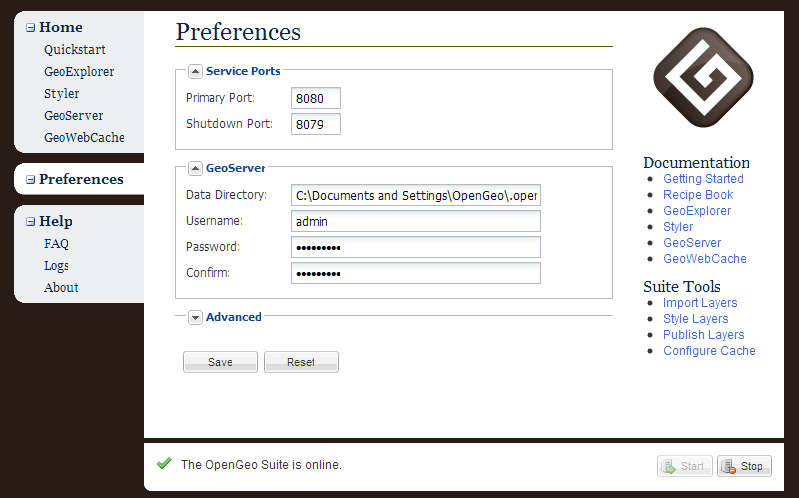 Home
Quickstart
GeoExplorer
Styler
GeoServer
GeoWebCache
Preferences
Help
FAQ
Logs
About
Preferences
Service Ports
Primary Port: 8080
Shutdown Port: 8079
GeoServer
Data Directory: C:\Documents and Settings\OpenGeo\.oper
Username: admin
Password: •••••••••
Confirm: •••••••••
Advanced
Save Reset
Documentation
Getting Started
Recipe Book
GeoExplorer
Styler
GeoServer
GeoWebCache
Suite Tools
Import Layers
Style Layers
Publish Layers
Configure Cache
The OpenGeo Suite is online.
Start Stop